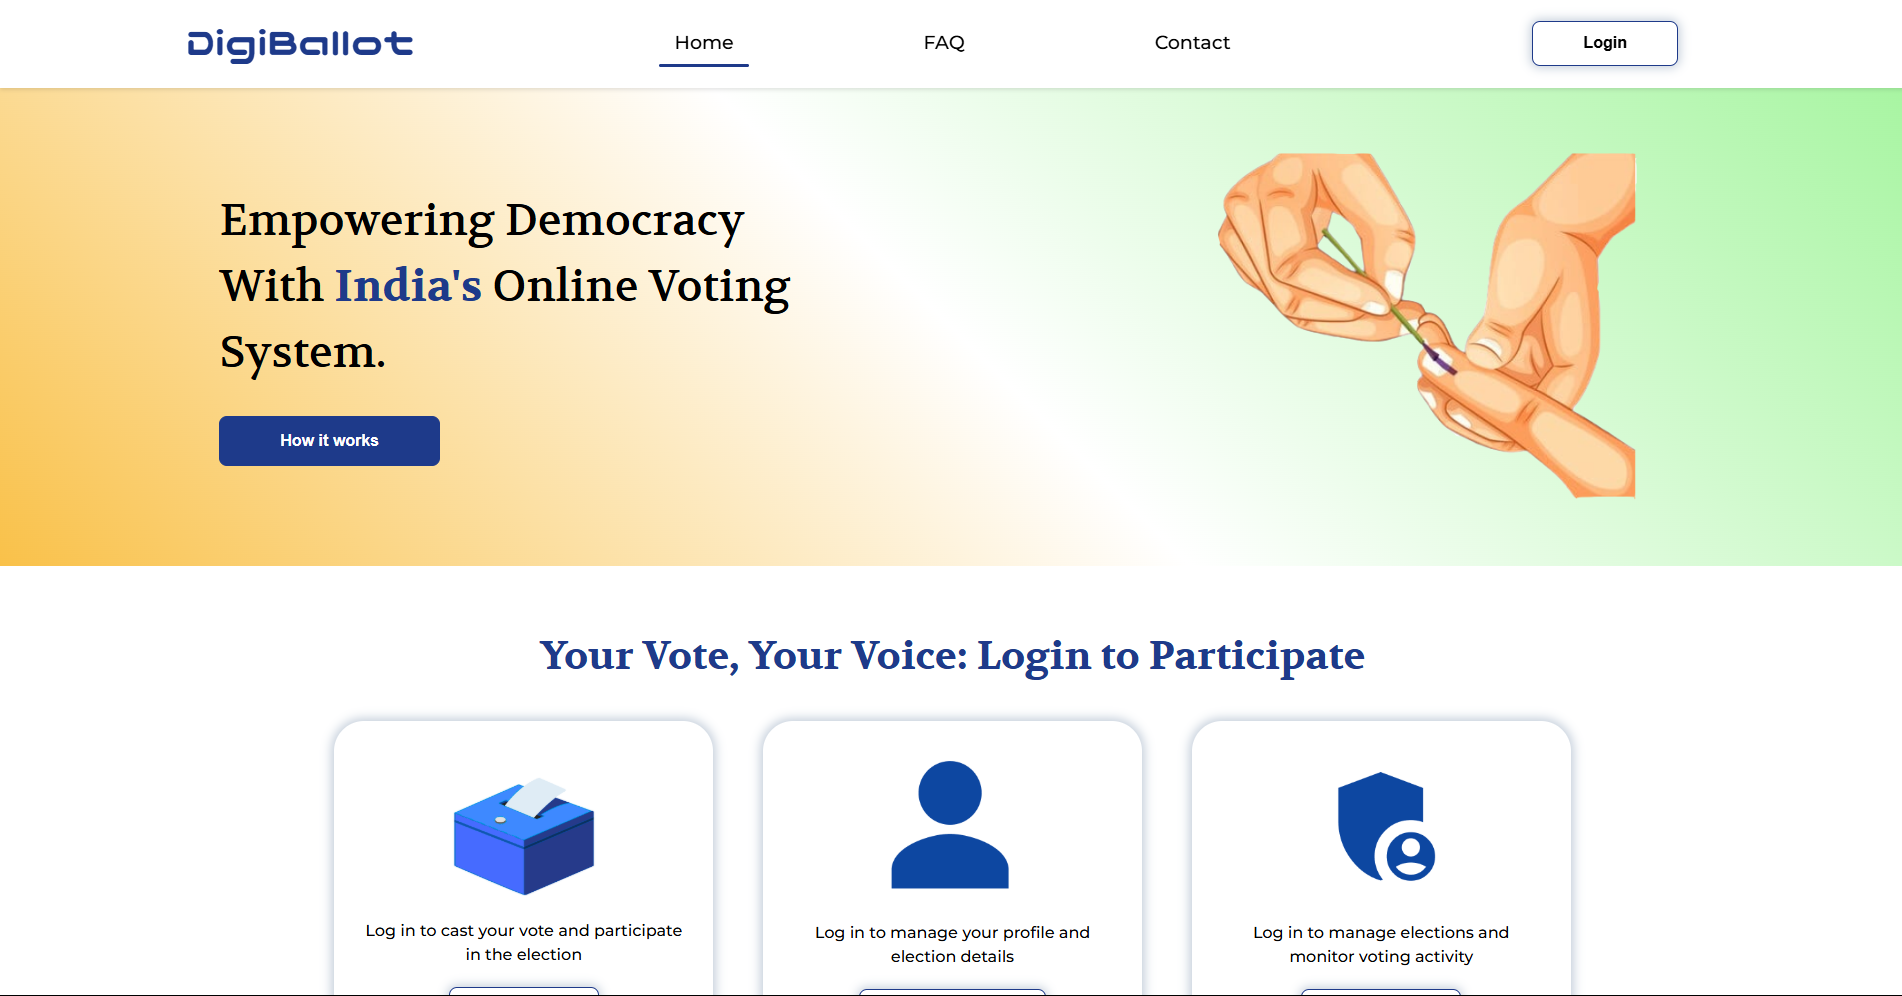 DigiBallot
Home
FAQ
Contact
Login
Empowering Democracy
With India's Online Voting
System.
How it works
Your Vote, Your Voice: Login to Participate
Log in to cast your vote and participate
in the election
Log in to manage your profile and
election details
Log in to manage elections and
monitor voting activity